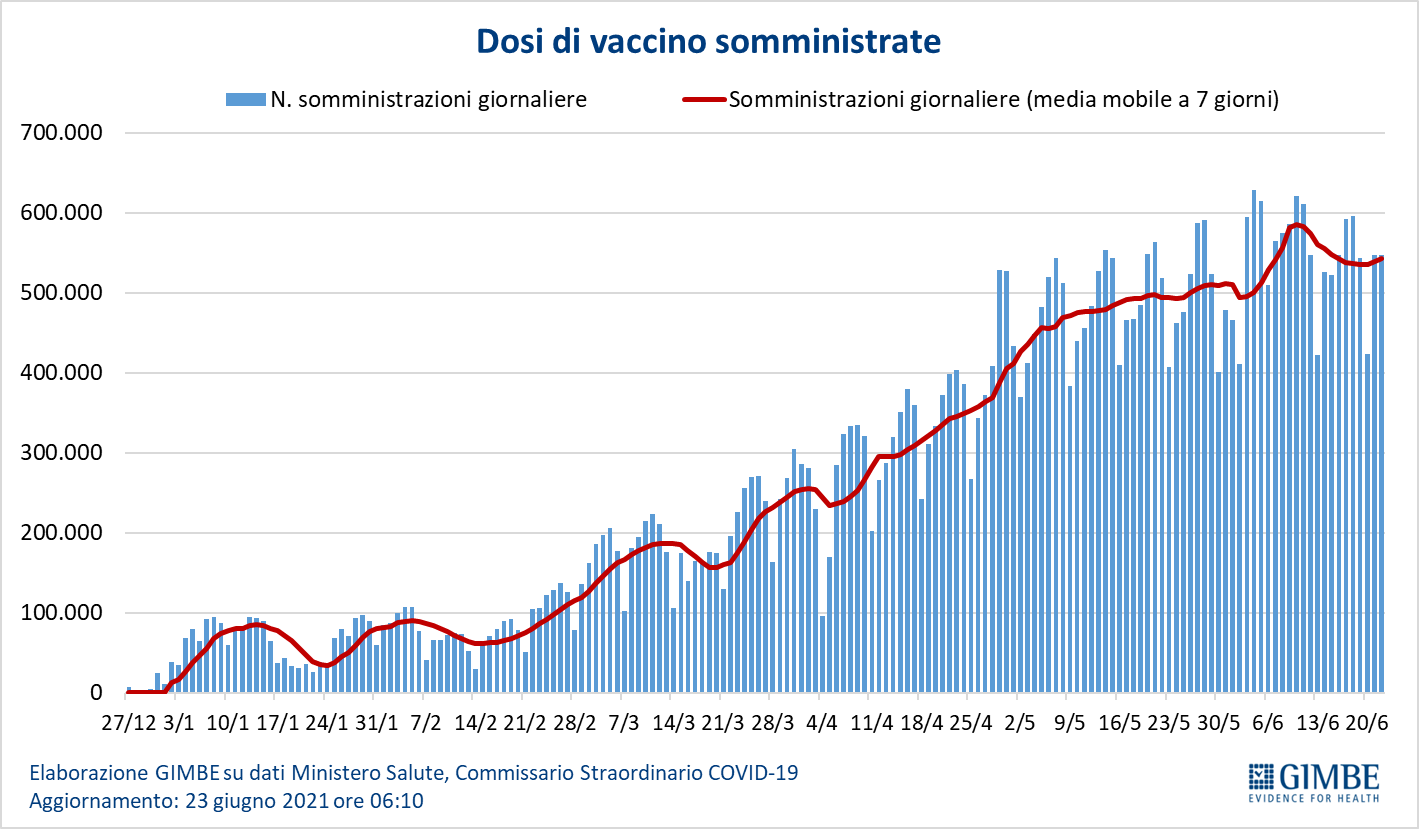 Dosi di vaccino somministrate
N. somministrazioni giornaliere
Somministrazioni giornaliere (media mobile a 7 giorni)
700.000
600.000
500.000
400.000
300.000
200.000
100.000
0
27/12 3/1 10/1 17/1 24/1 31/1 7/2 14/2 21/2 28/2 7/3 14/3 21/3 28/3 4/4 11/4 18/4 25/4 2/5 9/5 16/5 23/5 30/5 6/6 13/6 20/6
Elaborazione GIMBE su dati Ministero Salute, Commissario Straordinario COVID-19
Aggiornamento: 23 giugno 2021 ore 06:10
GIMBE
EVIDENCE FOR HEALTH